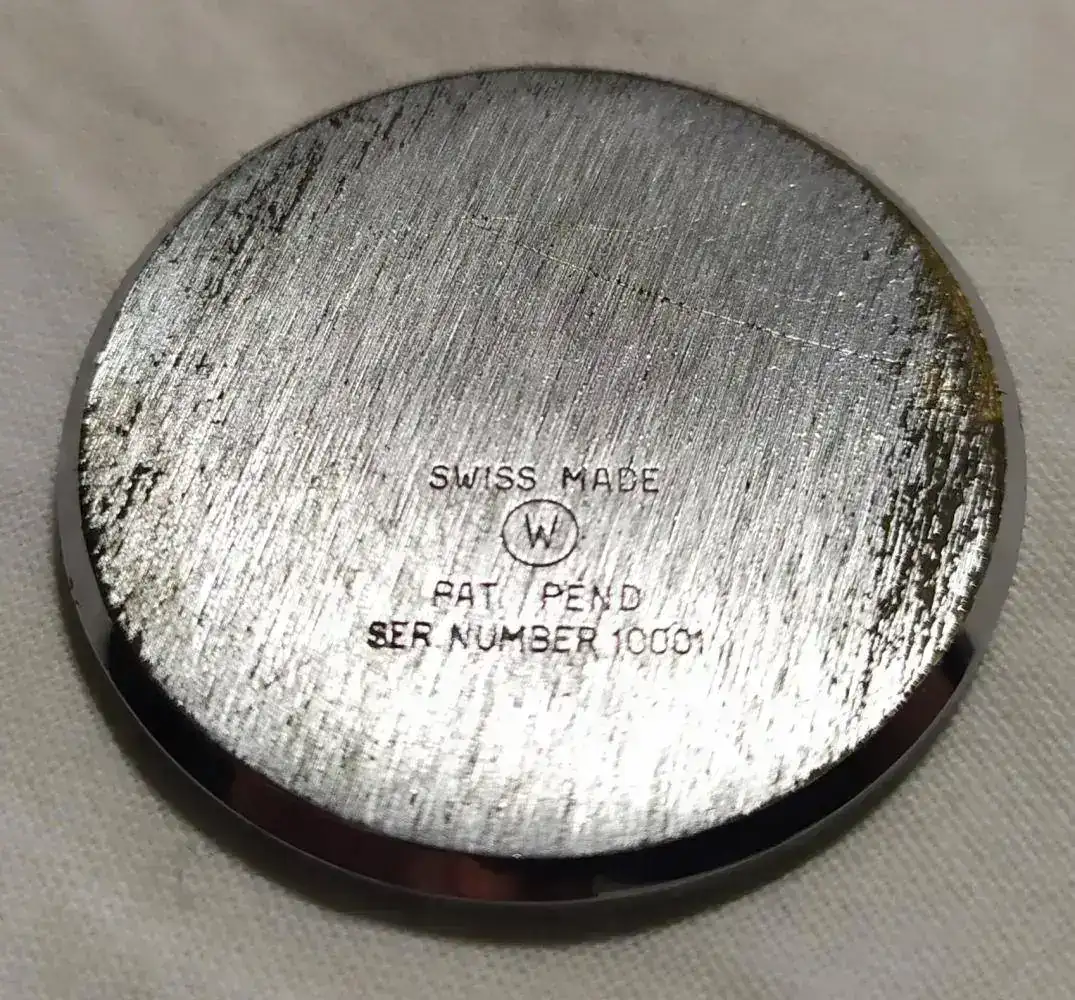 SWISS MADE
W
PAT. PEND
SER.NUMBER 10001